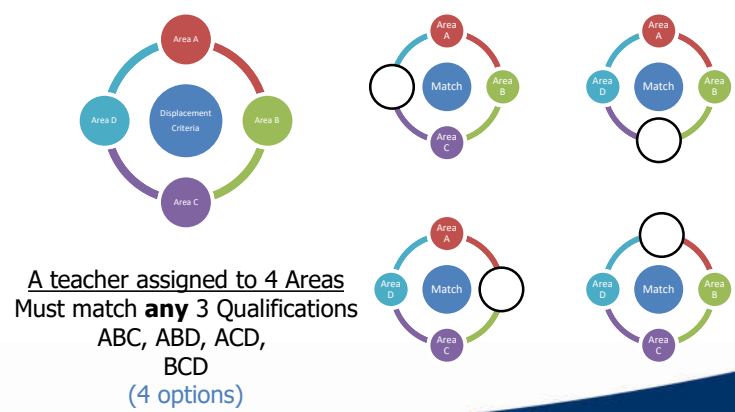 Area A
Area D
Displacement
Criteria
Area B
Area C
A teacher assigned to 4 Areas
Must match any 3 Qualifications
ABC, ABD, ACD,
BCD
(4 options)
Area
A
Match
Area
B
Area
C
Area
A
Area
D
Match
Area
B
Area
A
Area
D
Match
Area
C
Area
D
Match
Area
B
Area
C